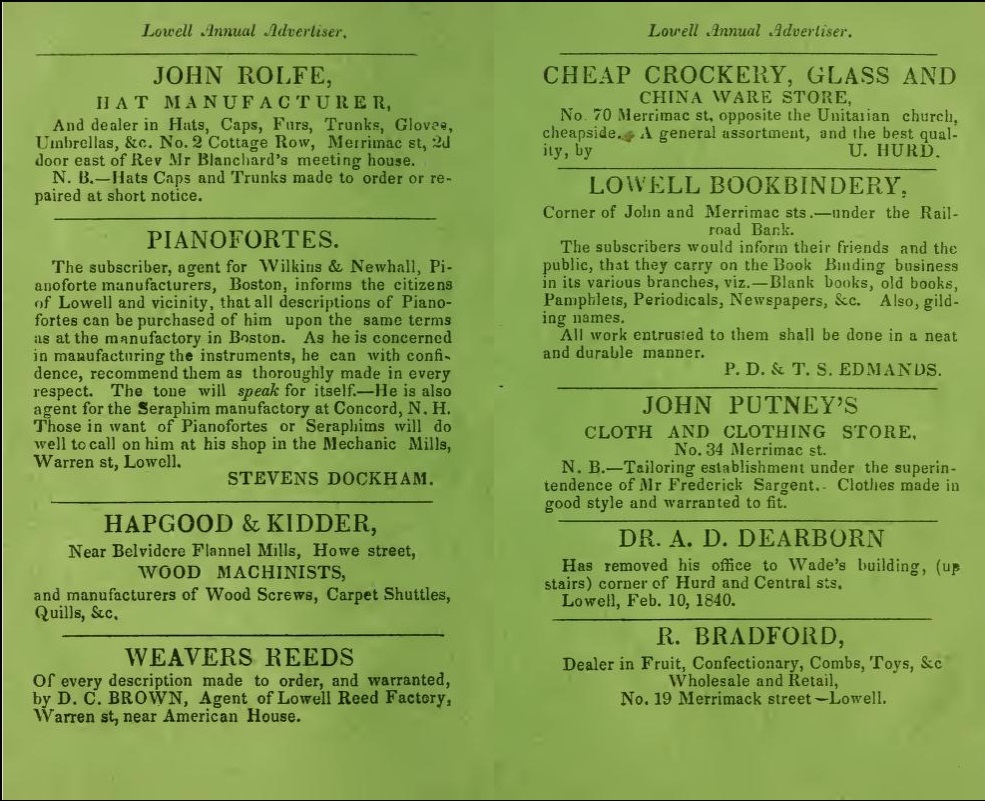 Lowell Annual Advertiser.
JOHN ROLFE,
HAT MANUFACTURER,
And dealer in Hats, Caps, Furs, Trunks, Gloves,
Umbrellas, &c. No. 2 Cottage Row, Merrimac st, 2d
door east of Rev Mr Blanchard's meeting house.
N. B.—Hats Caps and Trunks made to order or re-
paired at short notice.
PIANOFORTES.
The subscriber, agent for Wilkins & Newhall, Pi-
anoforte manufacturers, Boston, informs the citizens
of Lowell and vicinity, that all descriptions of Piano-
fortes can be purchased of him upon the same terms
as at the manufactory in Boston. As he is concerned
in manufacturing the instruments, he can with confi-
dence, recommend them as thoroughly made in every
respect. The tone will speak for itself.—He is also
agent for the Seraphim manufactory at Concord, N. H.
Those in want of Pianofortes or Seraphims will do
well to call on him at his shop in the Mechanic Mills,
Warren st, Lowell.
STEVENS DOCKHAM.
HAPGOOD & KIDDER,
Near Belvidere Flannel Mills, Howe street,
WOOD MACHINISTS,
and manufacturers of Wood Screws, Carpet Shuttles,
Quills, &c.
WEAVERS REEDS
Of every description made to order, and warranted,
by D. C. BROWN, Agent of Lowell Reed Factory,
Warren st, near American House.
Lowell Annual Advertiser.
CHEAP CROCKERY, GLASS AND
CHINA WARE STORE,
No. 70 Merrimac st, opposite the Unitarian church,
cheapside. A general assortment, and the best qual-
ity, by U. HURD.
LOWELL BOOKBINDERY,
Corner of John and Merrimac sts.—under the Rail-
road Bank.
The subscribers would inform their friends and the
public, that they carry on the Book Binding business
in its various branches, viz.—Blank books, old books,
Pamphlets, Periodicals, Newspapers, &c. Also, gild-
ing names.
All work entrusted to them shall be done in a neat
and durable manner.
P. D. & T. S. EDMANDS.
JOHN PUTNEY'S
CLOTH AND CLOTHING STORE,
No. 34 Merrimac st.
N. B.—Tailoring establishment under the superin-
tendence of Mr Frederick Sargent. Clothes made in
good style and warranted to fit.
DR. A. D. DEARBORN
Has removed his office to Wade's building, (up
stairs) corner of Hurd and Central sts.
Lowell, Feb. 10, 1840.
R. BRADFORD,
Dealer in Fruit, Confectionary, Combs, Toys, &c
Wholesale and Retail,
No. 19 Merrimack street—Lowell.